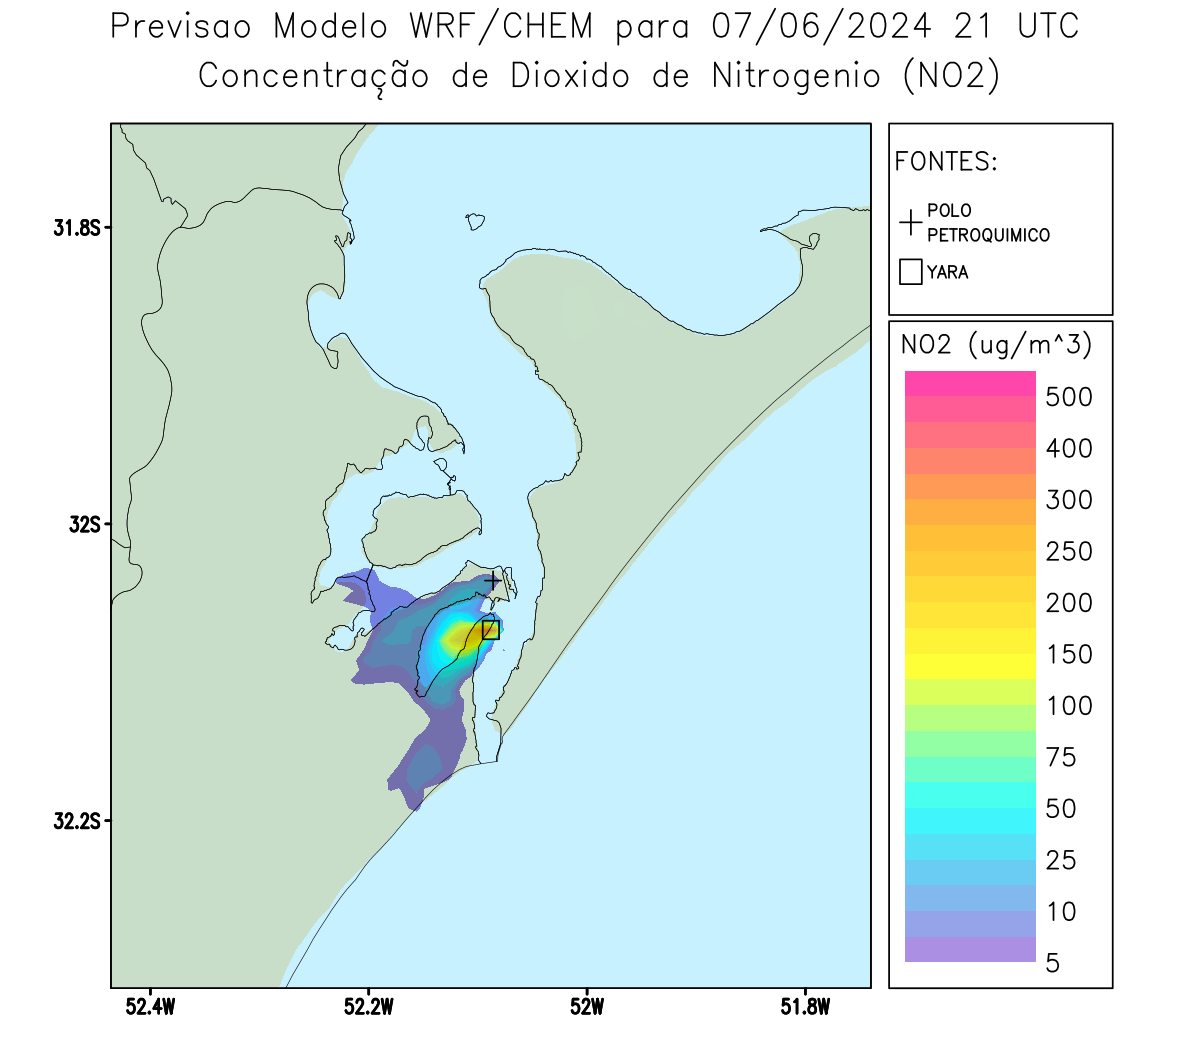 Previsao Modelo WRF/CHEM para 07/06/2024 21 UTC
Concentração de Dioxido de Nitrogenio (NO2)
FONTES:
POLO
PETROQUIMICO
YARA
31.8S
32S
32.2S
52.4W
52.2W
52W
51.8W
NO2 (ug/m^3)
500
400
300
250
200
150
100
75
50
25
10
5